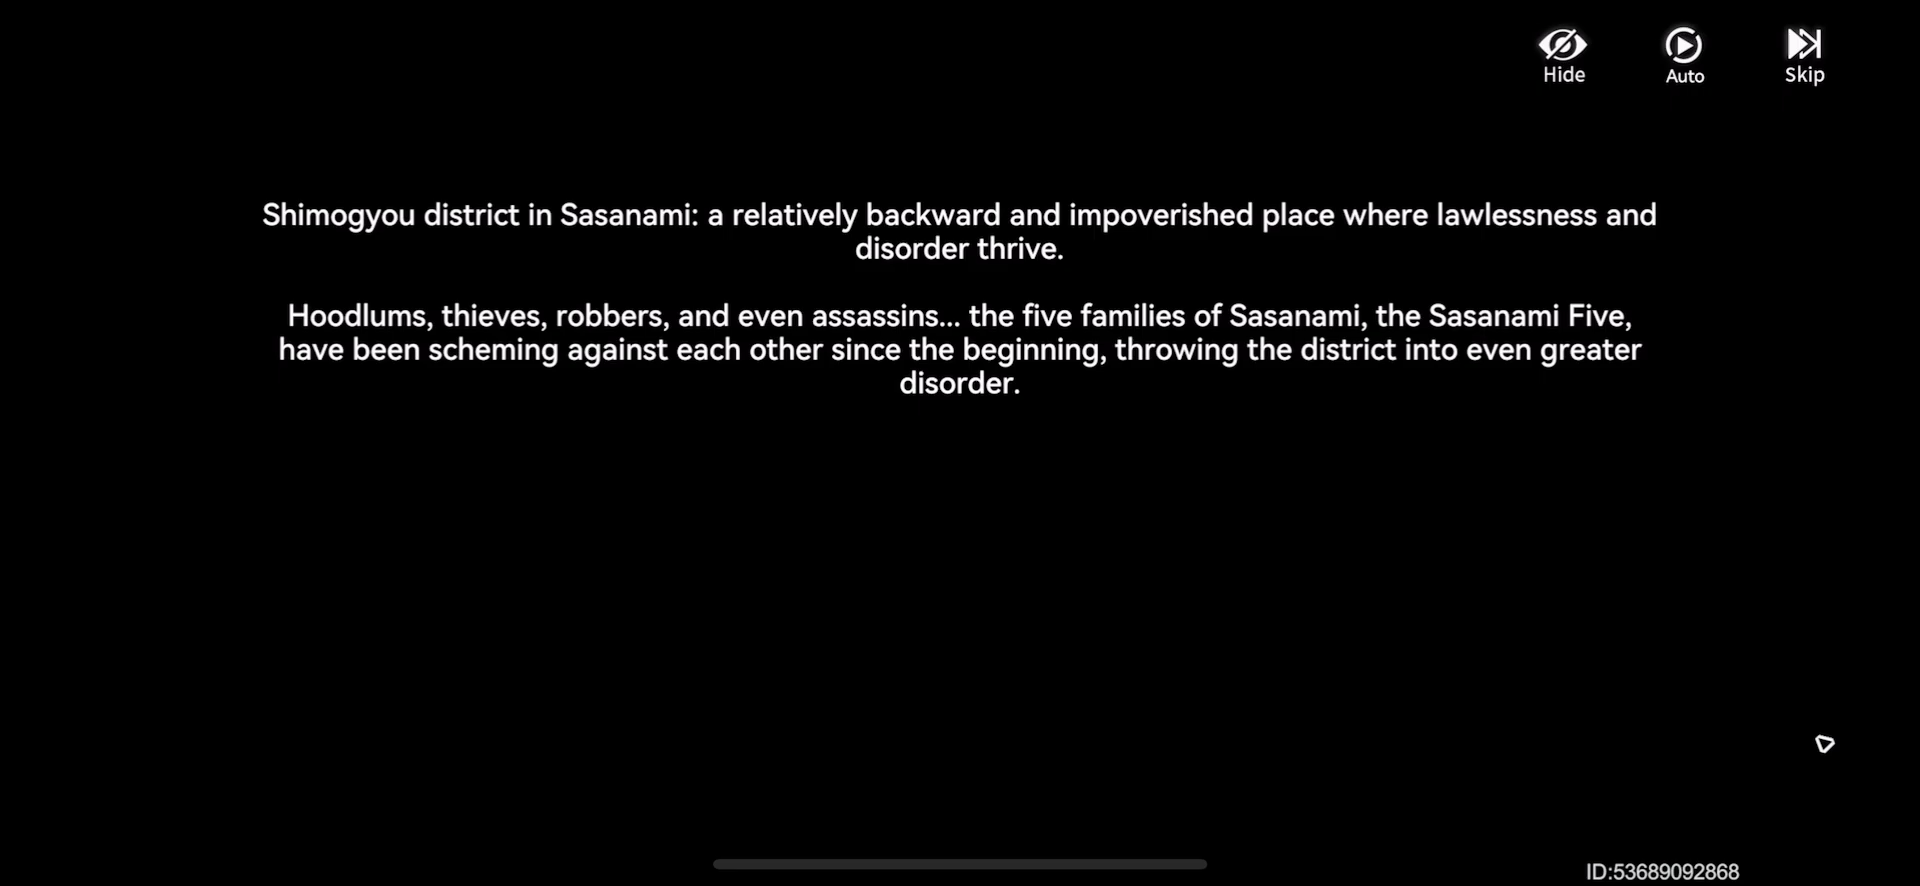 Hide
Auto
Skip
Shimogyou district in Sasanami: a relatively backward and impoverished place where lawlessness and
disorder thrive.
Hoodlums, thieves, robbers, and even assassins... the five families of Sasanami, the Sasanami Five,
have been scheming against each other since the beginning, throwing the district into even greater
disorder.
ID:53689092868